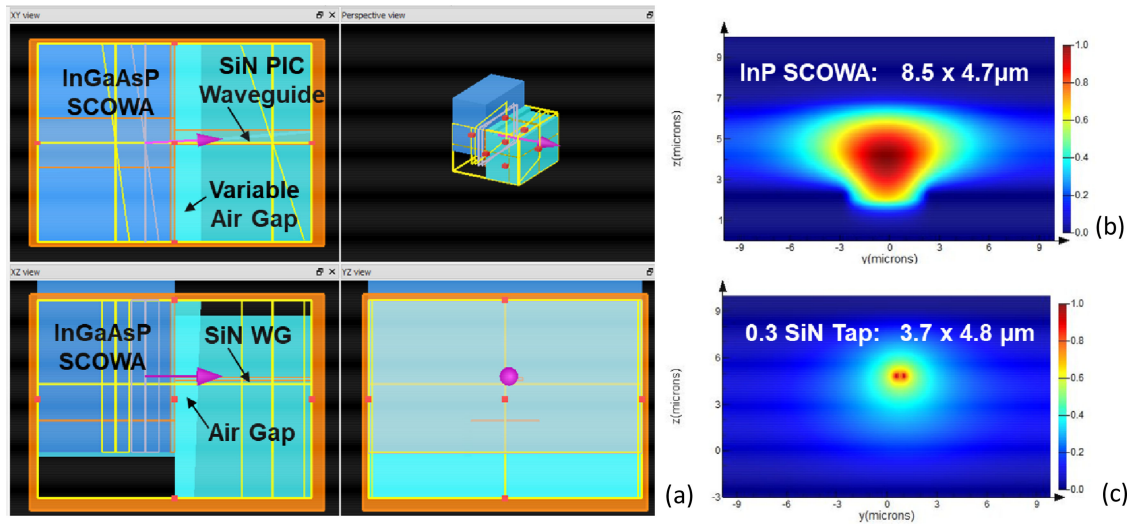 XY view
Perspective view
InGaAsP
SCOWA
SiN PIC
Waveguide
Variable
Air Gap
XZ view
YZ view
InGaAsP
SCOWA
SiN WG
Air Gap
(a)
InP SCOWA: 8.5 x 4.7µm
z(microns)
9
7
5
3
1
-9
-6
-3
0
3
6
9
y(microns)
1.0
0.8
0.6
0.4
0.2
0.0
(b)
0.3 SiN Tap: 3.7 x 4.8 µm
z(microns)
9
6
3
0
-3
-9
-6
-3
0
3
6
9
y(microns)
1.0
0.8
0.6
0.4
0.2
0.0
(c)